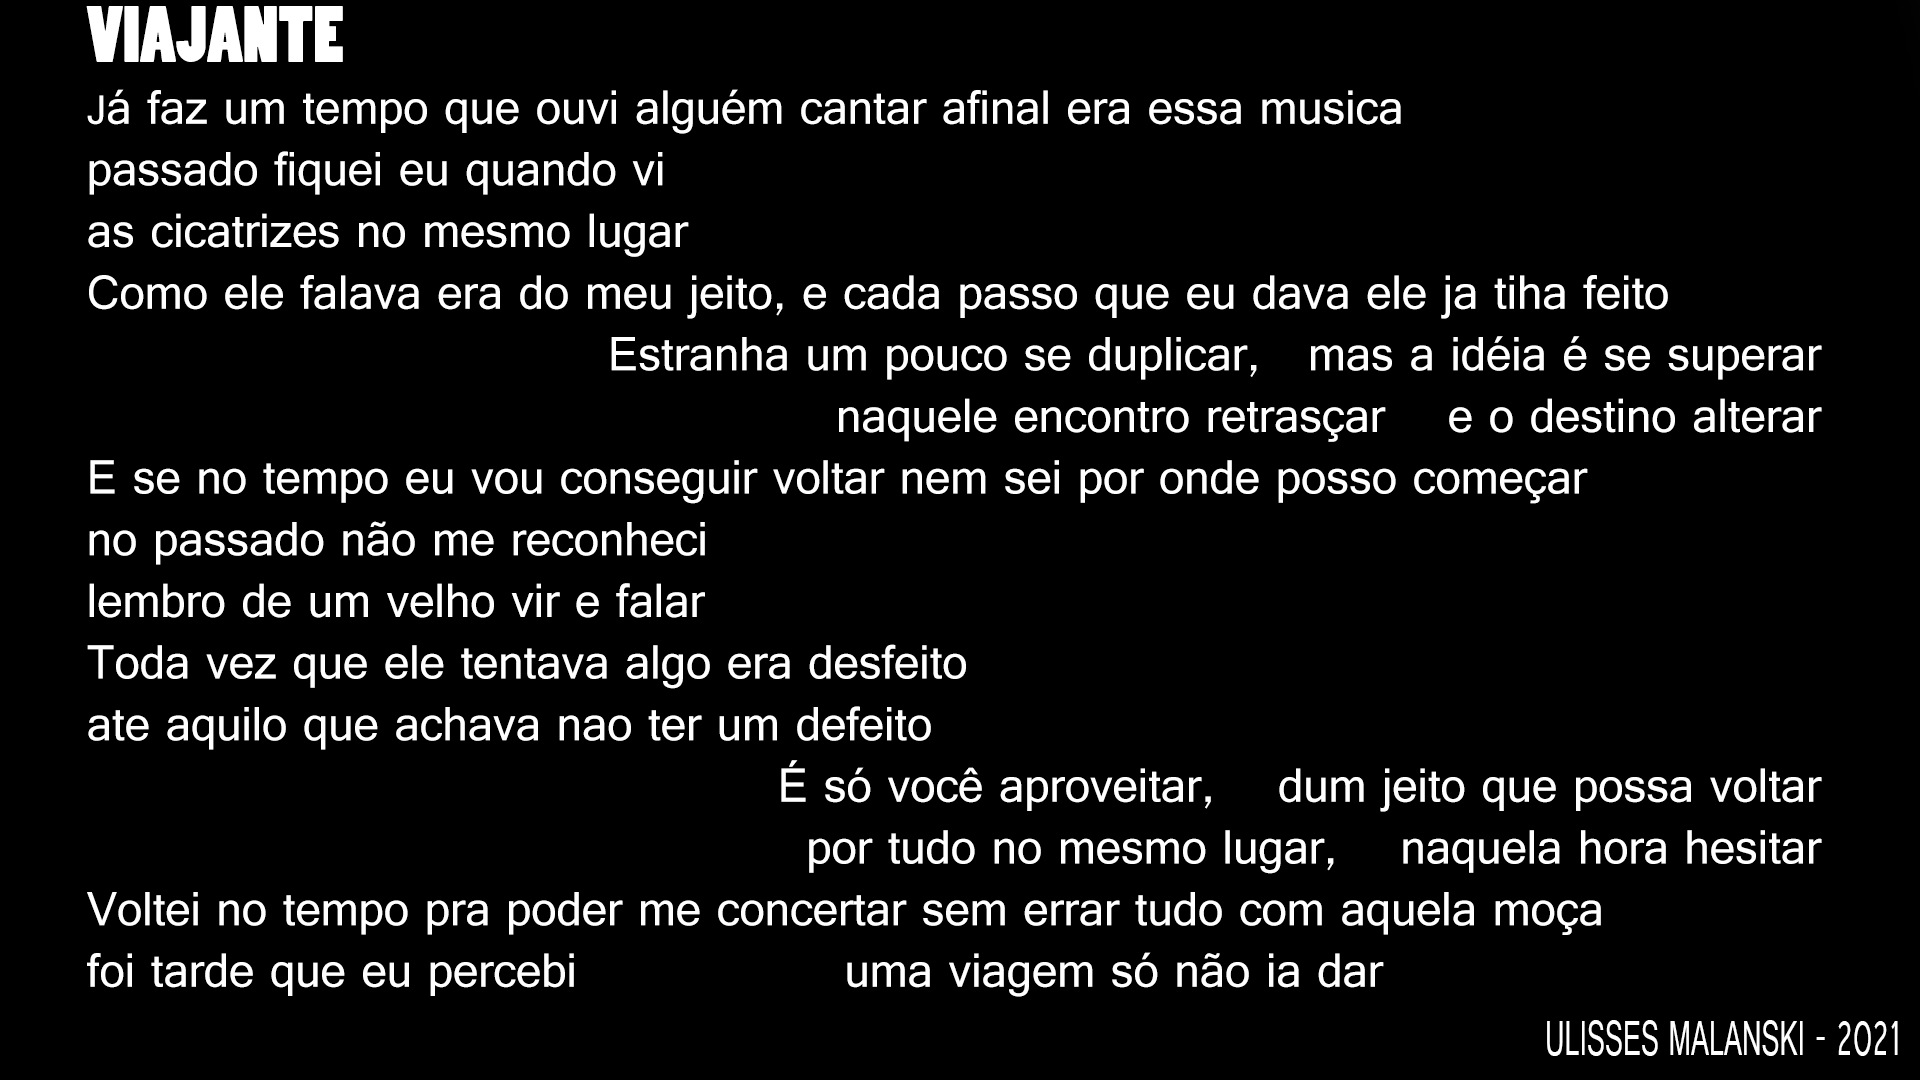 VIAJANTE
Já faz um tempo que ouvi alguém cantar afinal era essa musica
passado fiquei eu quando vi
as cicatrizes no mesmo lugar
Como ele falava era do meu jeito, e cada passo que eu dava ele ja tiha feito
Estranha um pouco se duplicar, mas a idéia é se superar
naquele encontro retrasçar e o destino alterar
E se no tempo eu vou conseguir voltar nem sei por onde posso começar
no passado não me reconheci
lembro de um velho vir e falar
Toda vez que ele tentava algo era desfeito
ate aquilo que achava nao ter um defeito
É só você aproveitar, dum jeito que possa voltar
por tudo no mesmo lugar, naquela hora hesitar
Voltei no tempo pra poder me concertar sem errar tudo com aquela moça
foi tarde que eu percebi uma viagem só não ia dar
ULISSES MALANSKI - 2021